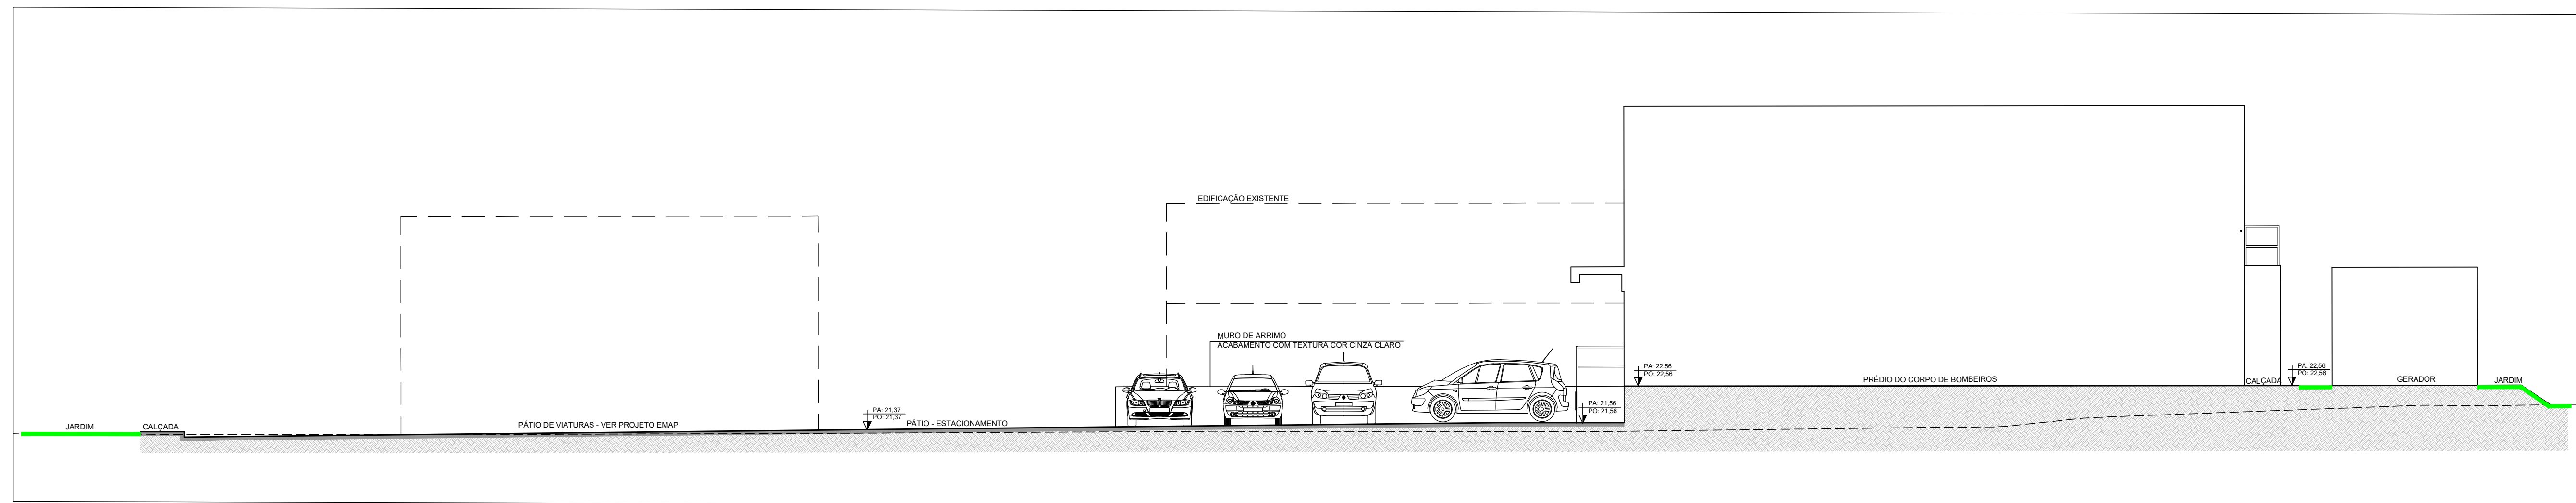 EDIFICAÇÃO EXISTENTE
MURO DE ARRIMO
ACABAMENTO COM TEXTURA COR CINZA CLARO
PA: 22,56
PO: 22,56
PA: 22,56
PO: 22,56
PRÉDIO DO CORPO DE BOMBEIROS
CALÇADA
GERADOR
JARDIM
PA: 21,56
PO: 21,56
PA: 21,37
PO: 21,37
JARDIM
CALÇADA
PÁTIO DE VIATURAS - VER PROJETO EMAP
PÁTIO - ESTACIONAMENTO